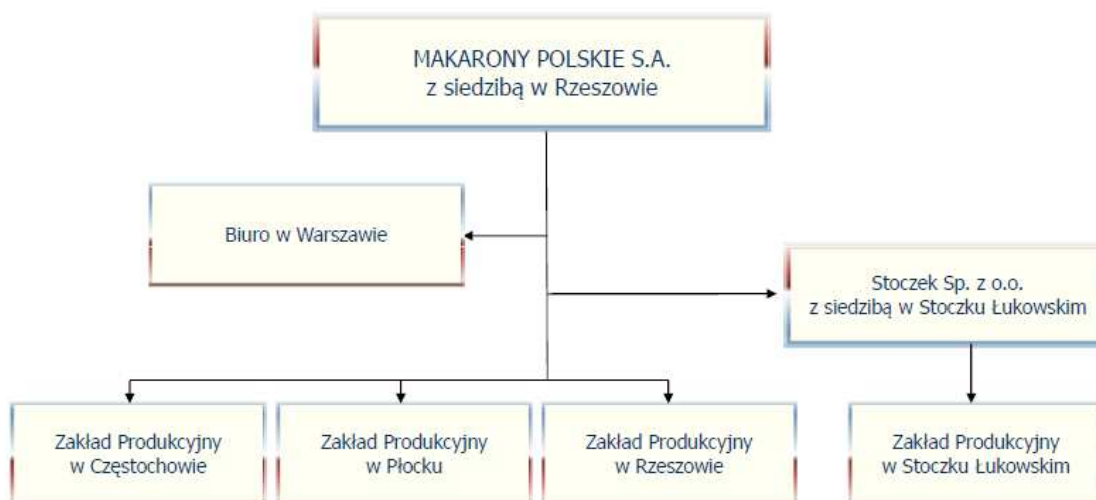 MAKARONY POLSKIE S.A.
z siedzibą w Rzeszowie
Biuro w Warszawie
Stoczek Sp. z o.o.
z siedzibą w Stoczku Łukowskim
Zakład Produkcyjny
w Częstochowie
Zakład Produkcyjny
w Płocku
Zakład Produkcyjny
w Rzeszowie
Zakład Produkcyjny
w Stoczku Łukowskim